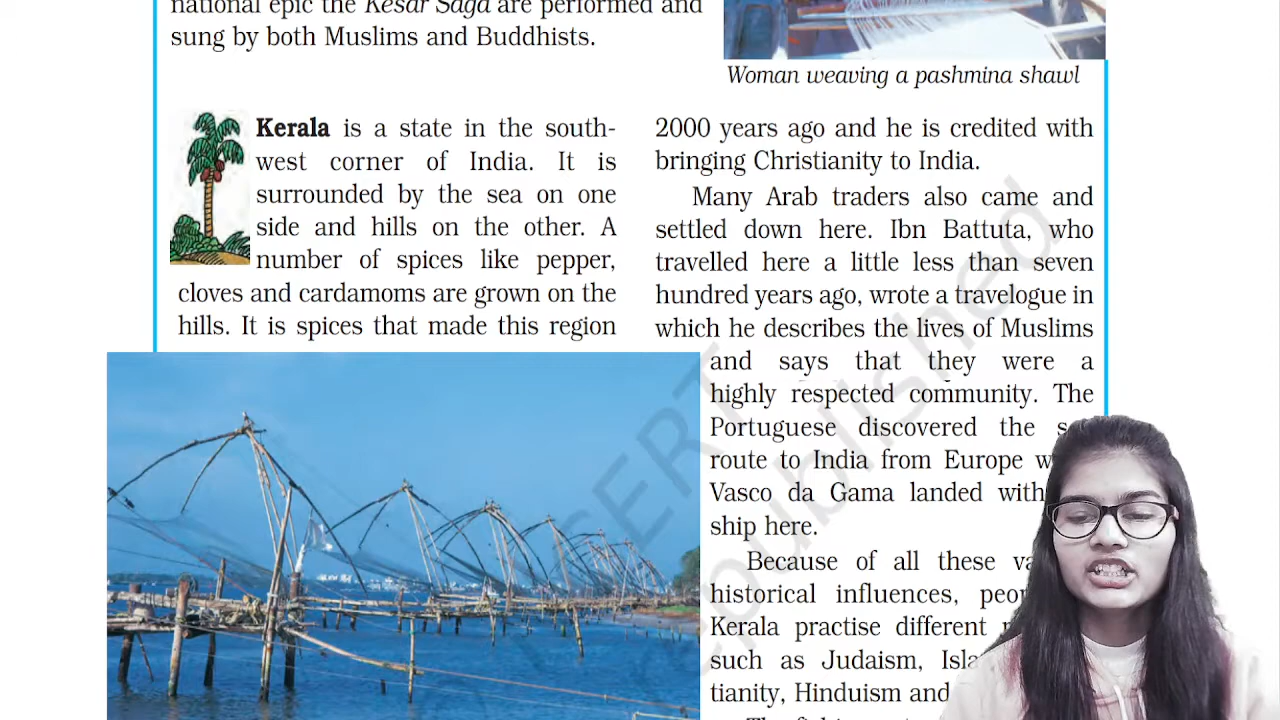 national epic the Kesar Saga are performed and
sung by both Muslims and Buddhists.
Woman weaving a pashmina shawl
Kerala is a state in the south-
west corner of India. It is
surrounded by the sea on one
side and hills on the other. A
number of spices like pepper,
cloves and cardamoms are grown on the
hills. It is spices that made this region
2000 years ago and he is credited with
bringing Christianity to India.
Many Arab traders also came and
settled down here. Ibn Battuta, who
travelled here a little less than seven
hundred years ago, wrote a travelogue in
which he describes the lives of Muslims
and says that they were a
highly respected community. The
Portuguese discovered the
route to India from Europe
Vasco da Gama landed with
ship here.
Because of all these
historical influences,
Kerala practise different
such as Judaism,
tianity, Hinduism and
republished